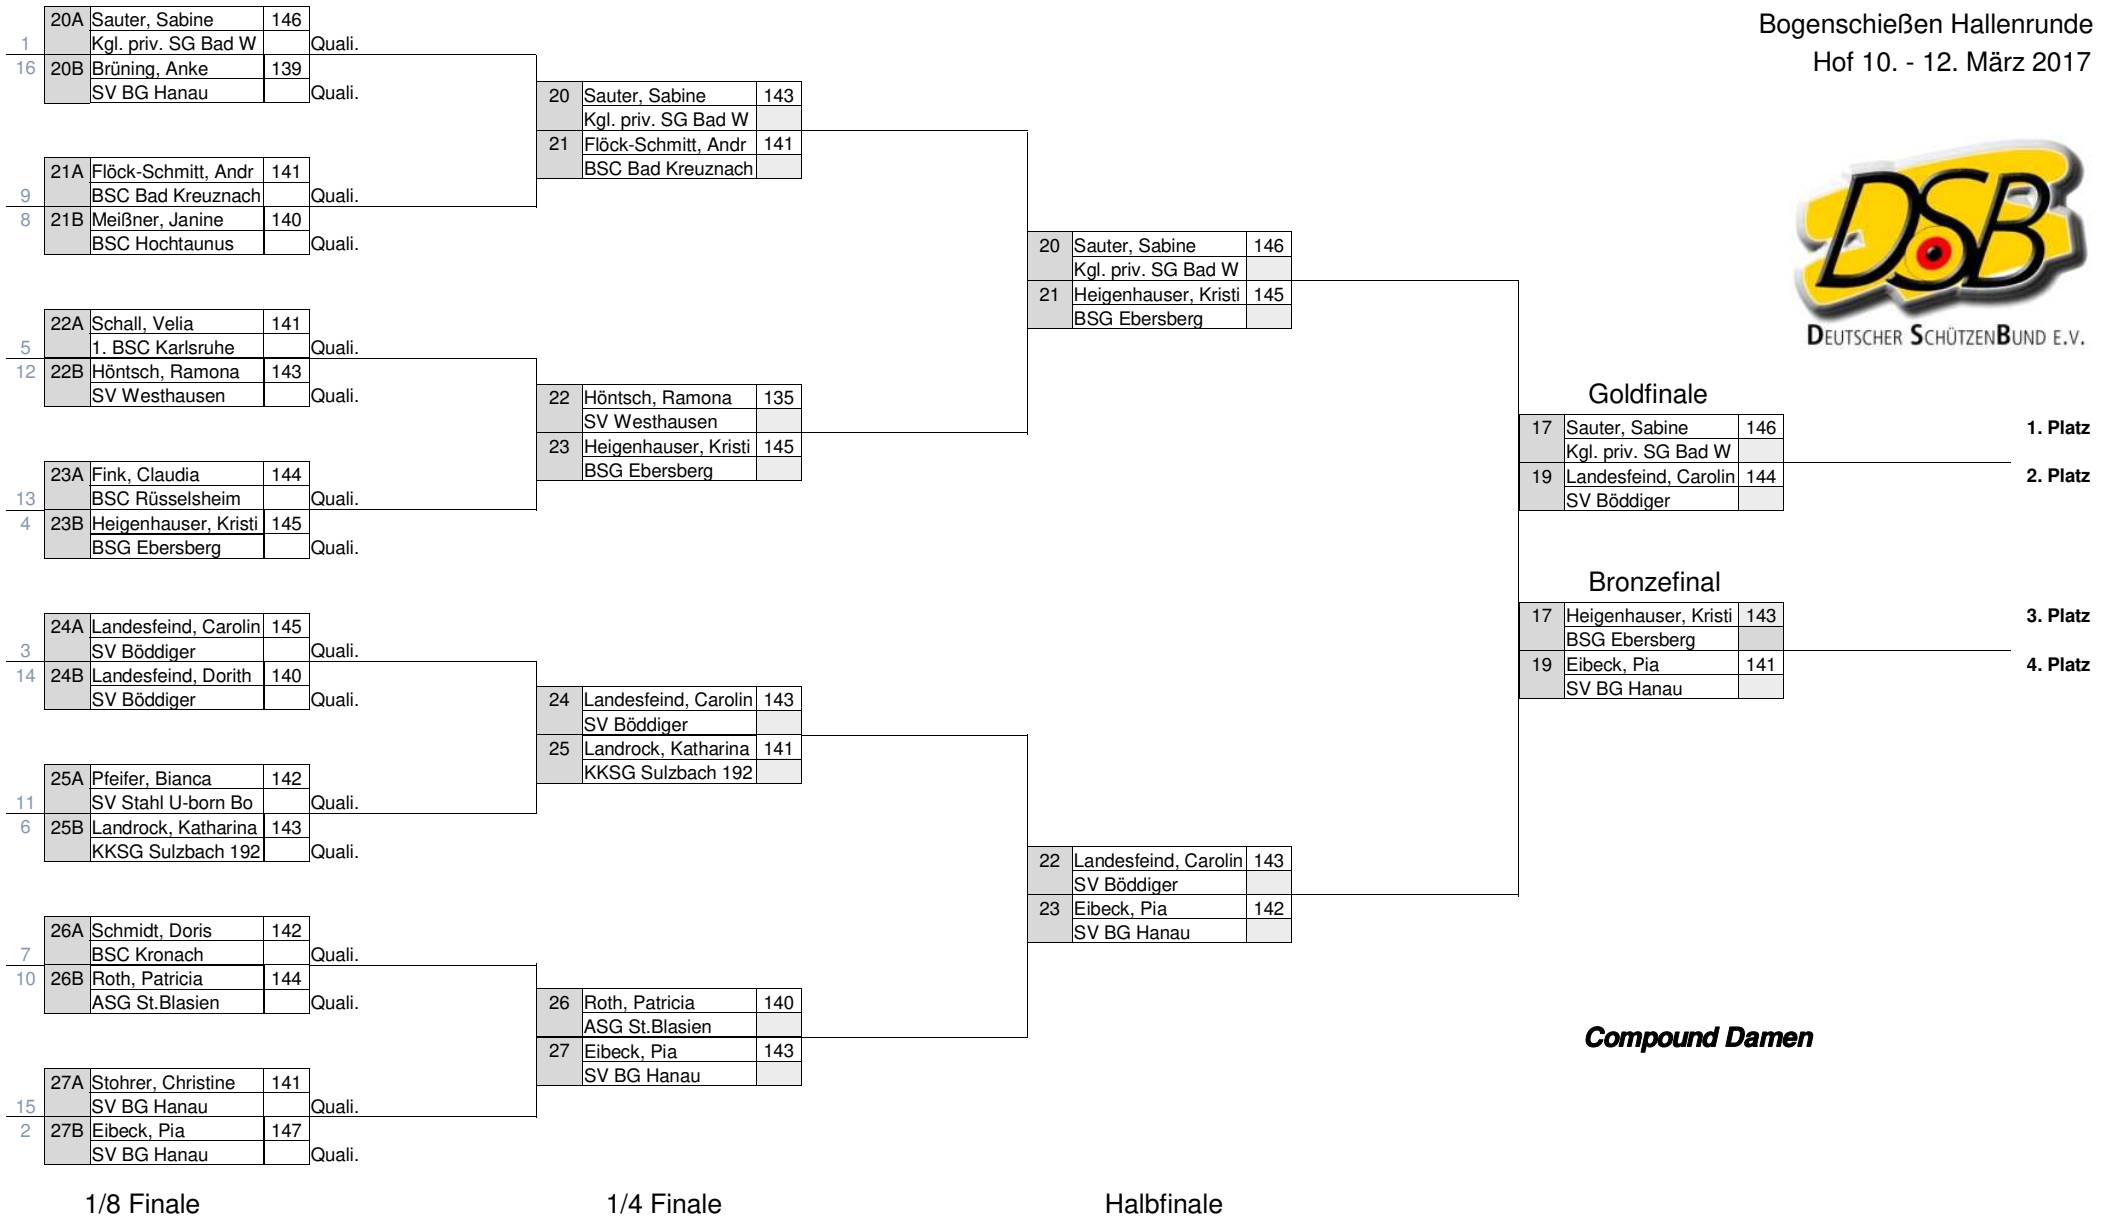 Bogenschießen Hallenrunde
Hof 10. - 12. März 2017
DSB
DEUTSCHER SCHÜTZENBUND E.V.
20A Sauter, Sabine 146
1 Kgl. priv. SG Bad W Quali.
16 20B Brüning, Anke 139
SV BG Hanau Quali.
21A Flöck-Schmitt, Andr 141
9 BSC Bad Kreuznach Quali.
8 21B Meißner, Janine 140
BSC Hochtaunus Quali.
22A Schall, Velia 141
5 1. BSC Karlsruhe Quali.
12 22B Höntsch, Ramona 143
SV Westhausen Quali.
23A Fink, Claudia 144
13 BSC Rüsselsheim Quali.
4 23B Heigenhauser, Kristi 145
BSG Ebersberg Quali.
24A Landesfeind, Carolin 145
3 SV Böddiger Quali.
14 24B Landesfeind, Dorith 140
SV Böddiger Quali.
25A Pfeifer, Bianca 142
11 SV Stahl U-born Bo Quali.
6 25B Landrock, Katharina 143
KKSG Sulzbach 192 Quali.
26A Schmidt, Doris 142
7 BSC Kronach Quali.
10 26B Roth, Patricia 144
ASG St.Blasien Quali.
27A Stohrer, Christine 141
15 SV BG Hanau Quali.
2 27B Eibeck, Pia 147
SV BG Hanau Quali.
1/8 Finale
20 Sauter, Sabine 143
Kgl. priv. SG Bad W
21 Flöck-Schmitt, Andr 141
BSC Bad Kreuznach
22 Höntsch, Ramona 135
SV Westhausen
23 Heigenhauser, Kristi 145
BSG Ebersberg
24 Landesfeind, Carolin 143
SV Böddiger
25 Landrock, Katharina 141
KKSG Sulzbach 192
26 Roth, Patricia 140
ASG St.Blasien
27 Eibeck, Pia 143
SV BG Hanau
1/4 Finale
20 Sauter, Sabine 146
Kgl. priv. SG Bad W
21 Heigenhauser, Kristi 145
BSG Ebersberg
22 Landesfeind, Carolin 143
SV Böddiger
23 Eibeck, Pia 142
SV BG Hanau
Halbfinale
Goldfinale
17 Sauter, Sabine 146 1. Platz
Kgl. priv. SG Bad W
19 Landesfeind, Carolin 144 2. Platz
SV Böddiger
Bronzefinal
17 Heigenhauser, Kristi 143 3. Platz
BSG Ebersberg
19 Eibeck, Pia 141 4. Platz
SV BG Hanau
Compound Damen